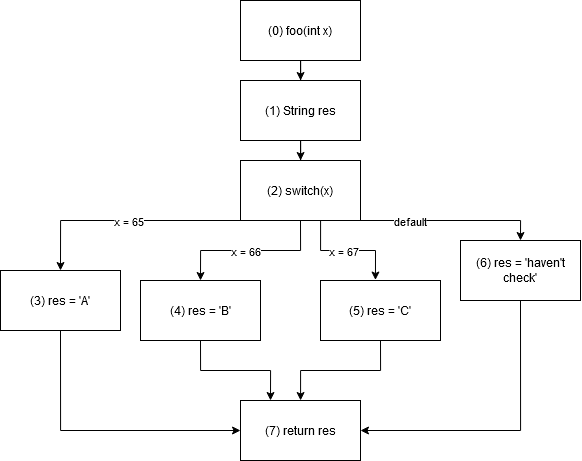 (0) foo(int x)
(1) String res
(2) switch(x)
x = 65
default
x = 66
x = 67
(6) res = 'haven't
check'
(3) res = 'A'
(4) res = 'B'
(5) res = 'C'
(7) return res